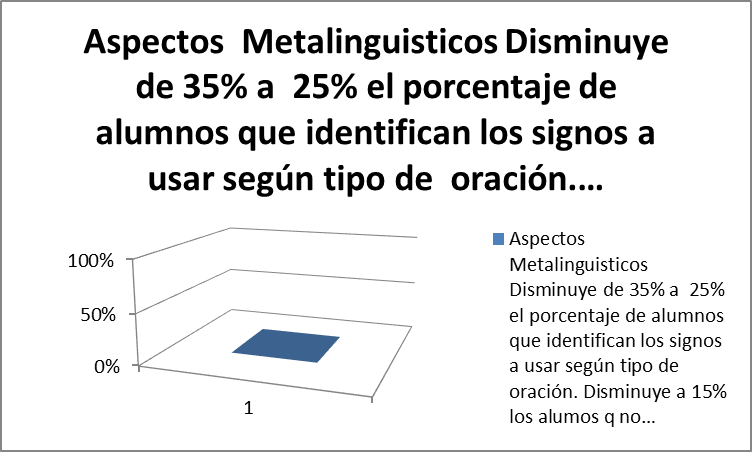 Aspectos  Metalinguisticos Disminuye
de 35% a  25% el porcentaje de
alumnos que identifican los signos a
usar según tipo de  oración....
100%
50%
0%
1
Aspectos
Metalinguisticos
Disminuye de 35% a  25%
el porcentaje de alumnos
que identifican los signos
a usar según tipo de
oración. Disminuye a 15%
los alumos q no...